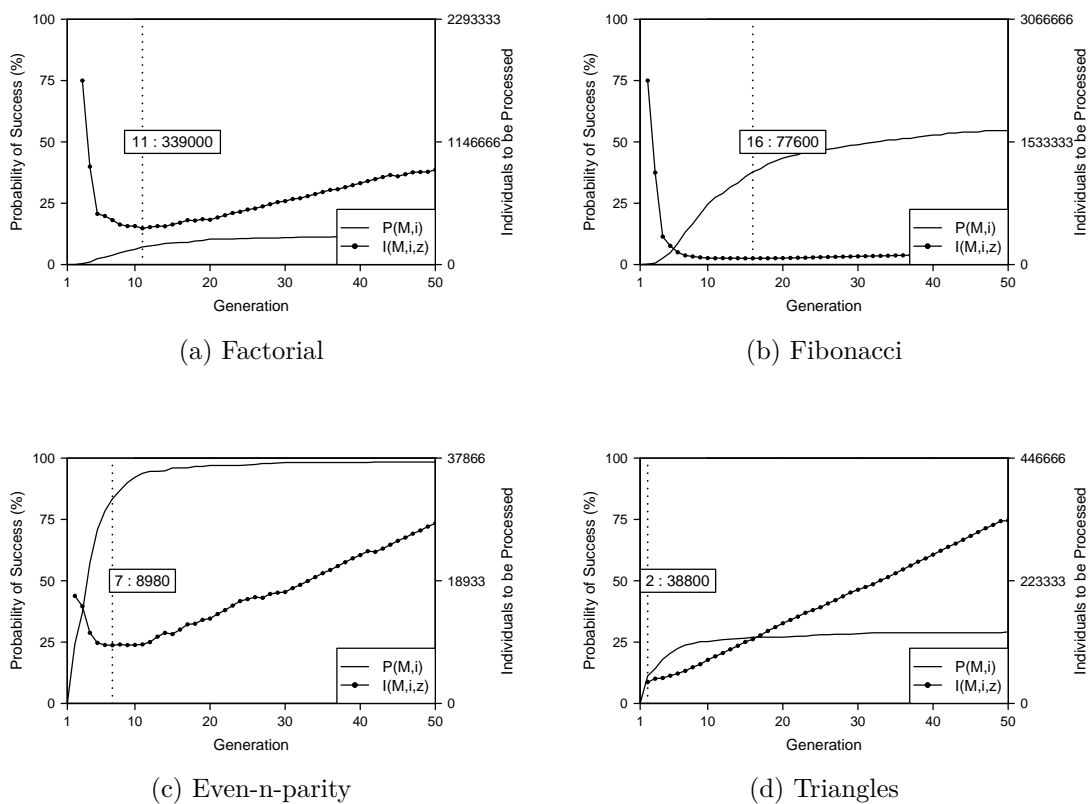 100
75
50
25
0
Probability of Success (%)
2293333
1146666
0
Individuals to be Processed
11 : 339000
P(M,i)
I(M,i,z)
1 10 20 30 40 50
Generation
(a) Factorial
100
75
50
25
0
Probability of Success (%)
3066666
1533333
0
Individuals to be Processed
16 : 77600
P(M,i)
I(M,i,z)
1 10 20 30 40 50
Generation
(b) Fibonacci
100
75
50
25
0
Probability of Success (%)
37866
18933
0
Individuals to be Processed
7 : 8980
P(M,i)
I(M,i,z)
1 10 20 30 40 50
Generation
(c) Even-n-parity
100
75
50
25
0
Probability of Success (%)
446666
223333
0
Individuals to be Processed
2 : 38800
P(M,i)
I(M,i,z)
1 10 20 30 40 50
Generation
(d) Triangles